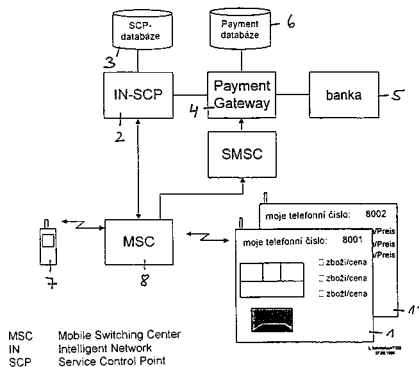 SCP-
databáze
3
Payment
databáze
6
IN-SCP
2
Payment
Gateway
4
banka
5
SMSC
MSC
8
7
moje telefonní číslo: 8002
/Preis
/Preis
/Preis
moje telefonní číslo: 8001
zboží/cena
zboží/cena
zboží/cena
1'
1
MSC Mobile Switching Center
IN Intelligent Network
SCP Service Control Point